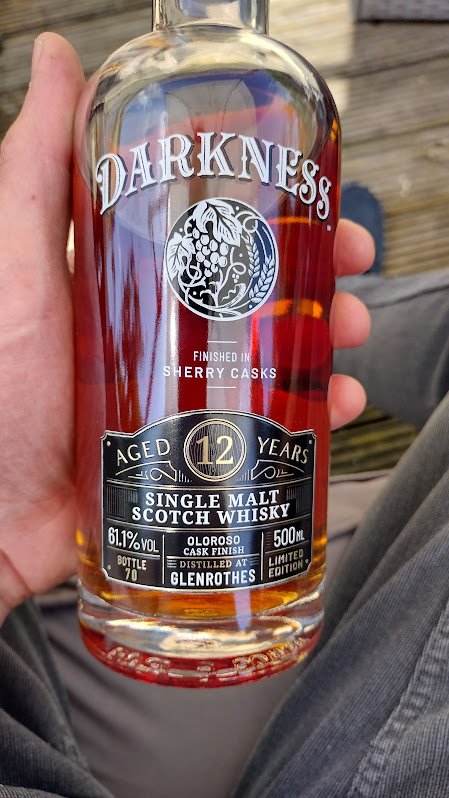 DARKNESS
FINISHED IN
SHERRY CASKS
AGED 12 YEARS
SINGLE MALT
SCOTCH WHISKY
61.1% VOL
BOTTLE
70
OLOROSO
CASK FINISH
DISTILLED AT
GLENROTHES
500ML
LIMITED
EDITION